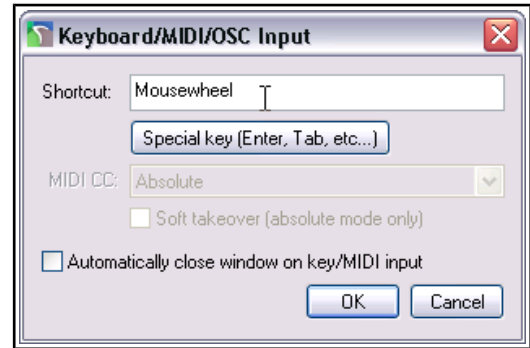 Keyboard/MIDI/OSC Input
Shortcut: Mousewheel
Special key (Enter, Tab, etc...)
MIDI CC: Absolute
Soft takeover (absolute mode only)
Automatically close window on key/MIDI input
OK Cancel